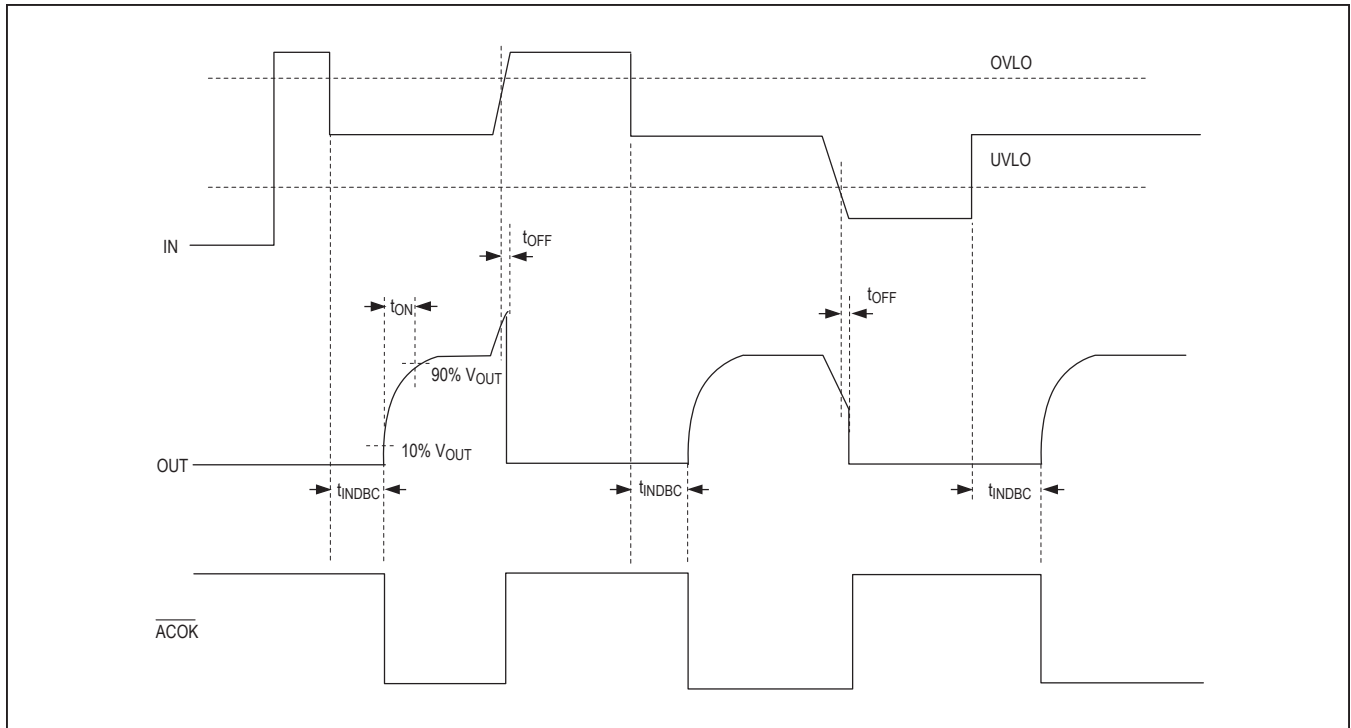 OVLO
UVLO
IN
tOFF
tON
tOFF
90% VOUT
10% VOUT
OUT
tINDBC
tINDBC
tINDBC
ACOK